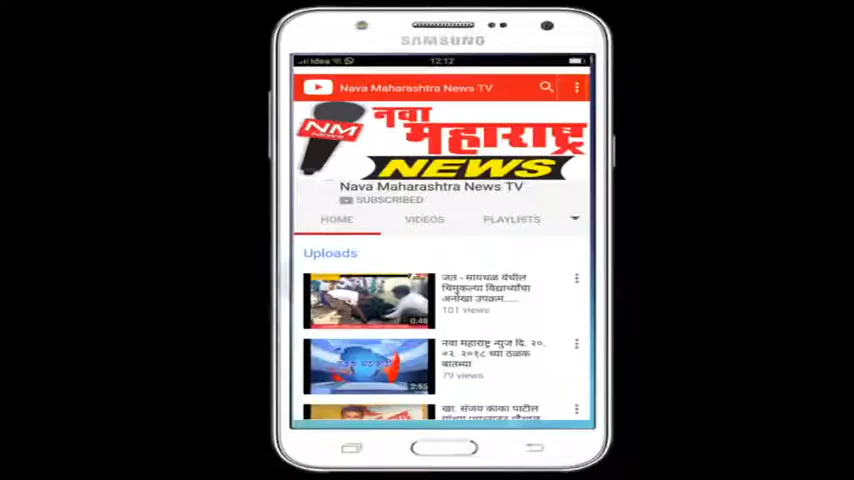 SAMSUNG
Idea
12:12
Nava Maharashtra News TV
NM
NEWS
नवा
महाराष्ट्र
NEWS
Nava Maharashtra News TV
SUBSCRIBED
HOME VIDEOS PLAYLISTS
Uploads
जत - सायथळ येथील
चिमुकल्या विद्यार्थ्यांचा
अनोखा उपक्रम.....
101 views
0:48
नवा महाराष्ट्र न्युज दि. २०.
०२. २०१८ च्या ठळक
बातम्या
79 views
2:55
खा. संजय काका पाटील